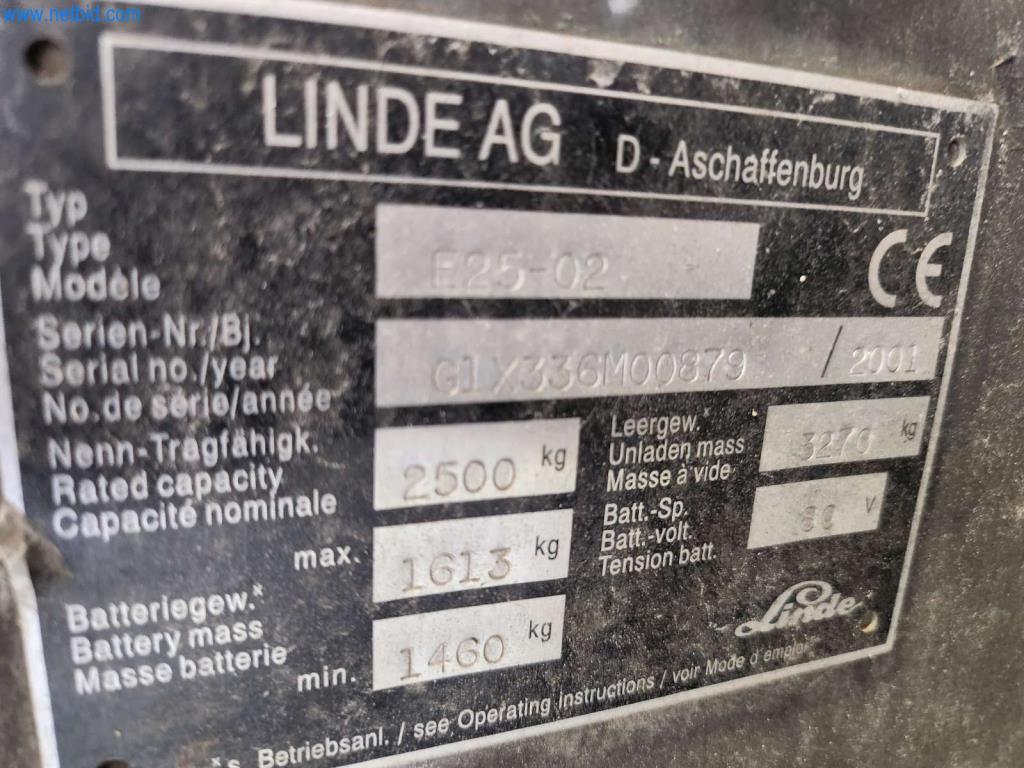 www.netbid.com
LINDE AG D - Aschaffenburg
Typ
Type
Modèle
E25-02
CE
Serien-Nr./Bj.
Serial no./year
No.de série/année
G1X336M00879 / 2001
Nenn-Tragfähigk.
Rated capacity
Capacité nominale
2500 kg
Leergew.*
Unladen mass
Masse à vide
3270 kg
Batt.-Sp.
Batt.-volt.
Tension batt.
V
Batteriegew.*
Battery mass
Masse batterie
max. 1613 kg
min. 1460 kg
Linde
*s. Betriebsanl. / see Operating instructions / voir Mode d'emploi